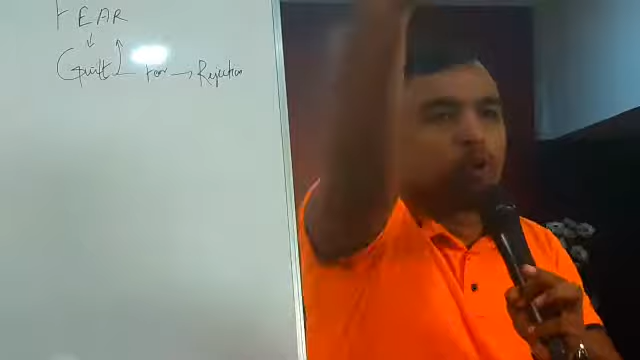 FEAR
↓ ↑
Guilt Fear → Rejection